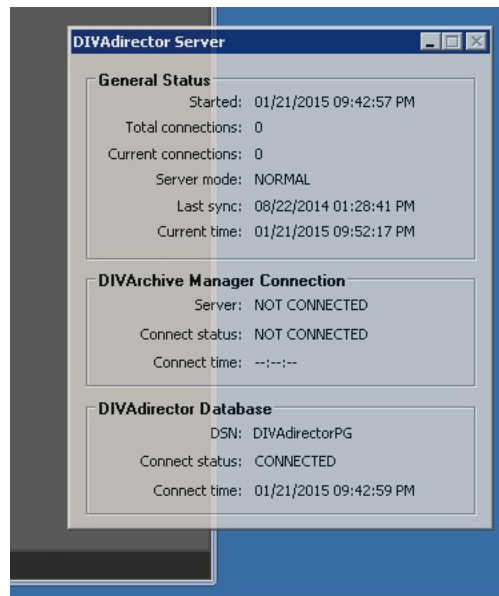 DIVAdirector Server
General Status
Started: 01/21/2015 09:42:57 PM
Total connections: 0
Current connections: 0
Server mode: NORMAL
Last sync: 08/22/2014 01:28:41 PM
Current time: 01/21/2015 09:52:17 PM
DIVArchive Manager Connection
Server: NOT CONNECTED
Connect status: NOT CONNECTED
Connect time: --:--:--
DIVAdirector Database
DSN: DIVAdirectorPG
Connect status: CONNECTED
Connect time: 01/21/2015 09:42:59 PM